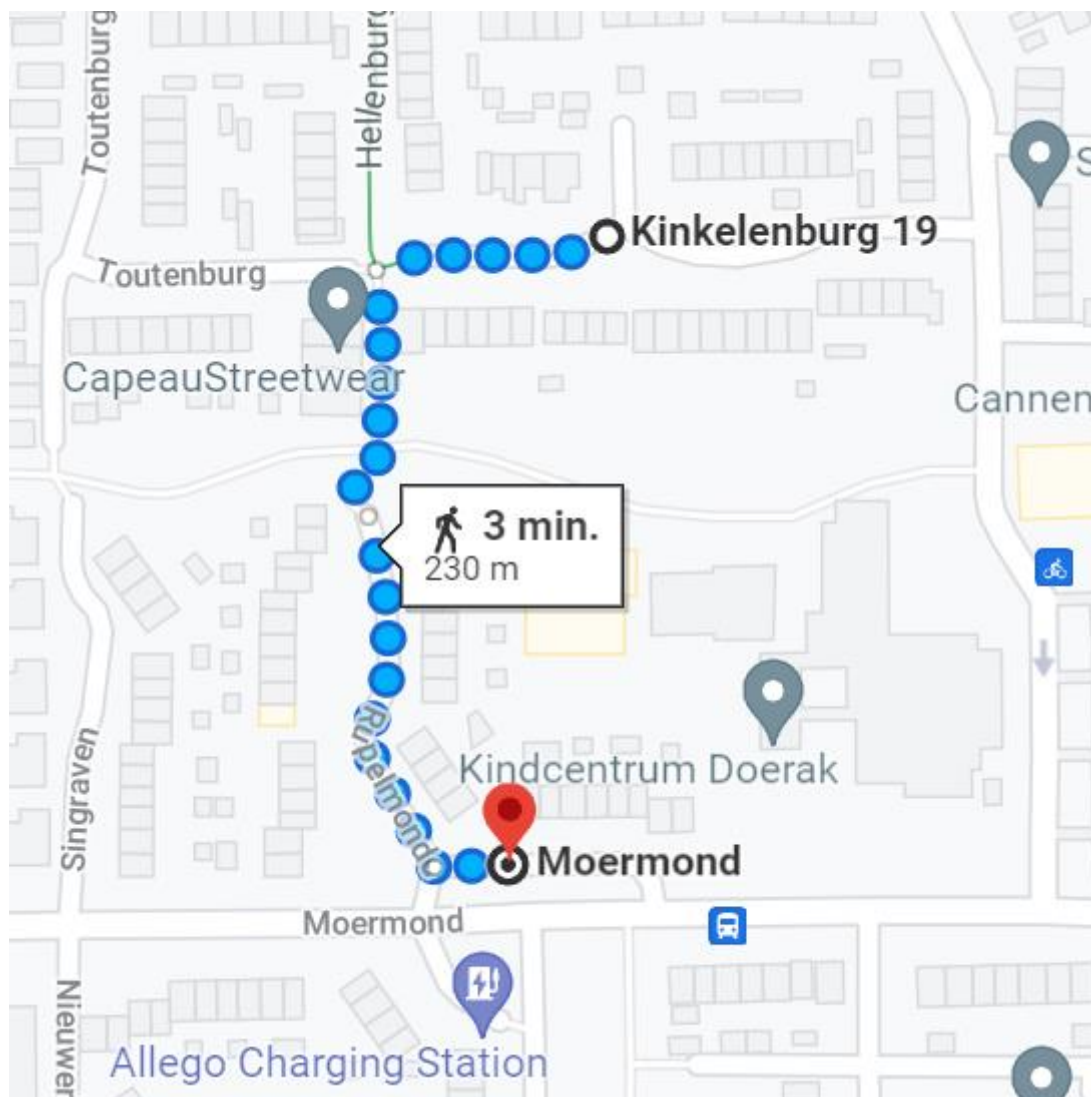 Toutenburg
Hellenburg
Kinkelenburg 19
Toutenburg
CapeauStreetwear
Cannen
3 min.
230 m
Rupelmonde
Singraven
Kindcentrum Doerak
Moermond
Moermond
Nieuwer
Allego Charging Station
S